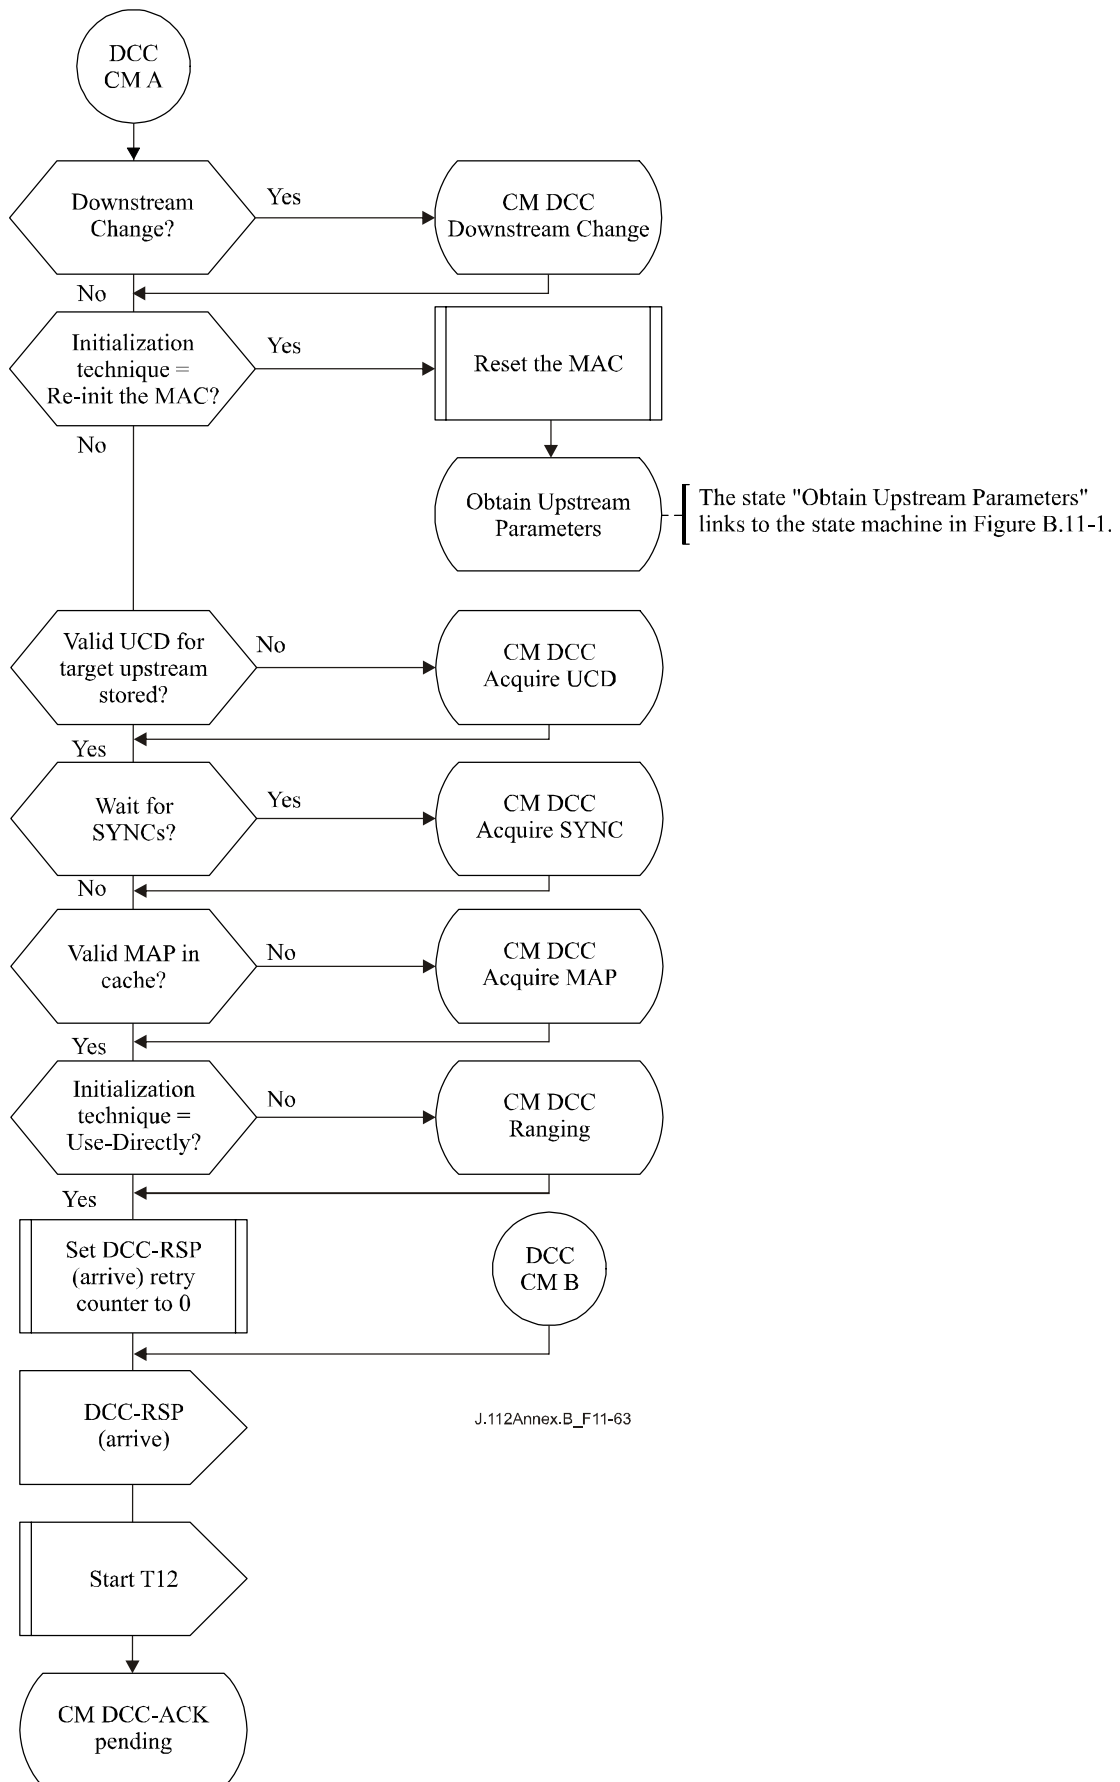 DCC
CM A
Downstream
Change?
Yes
CM DCC
Downstream Change
No
Initialization
technique =
Re-init the MAC?
Yes
Reset the MAC
No
Obtain Upstream
Parameters
The state "Obtain Upstream Parameters"
links to the state machine in Figure B.11-1.
Valid UCD for
target upstream
stored?
No
CM DCC
Acquire UCD
Yes
Wait for
SYNCs?
Yes
CM DCC
Acquire SYNC
No
Valid MAP in
cache?
No
CM DCC
Acquire MAP
Yes
Initialization
technique =
Use-Directly?
No
CM DCC
Ranging
Yes
Set DCC-RSP
(arrive) retry
counter to 0
DCC
CM B
DCC-RSP
(arrive)
J.112Annex.B_F11-63
Start T12
CM DCC-ACK
pending